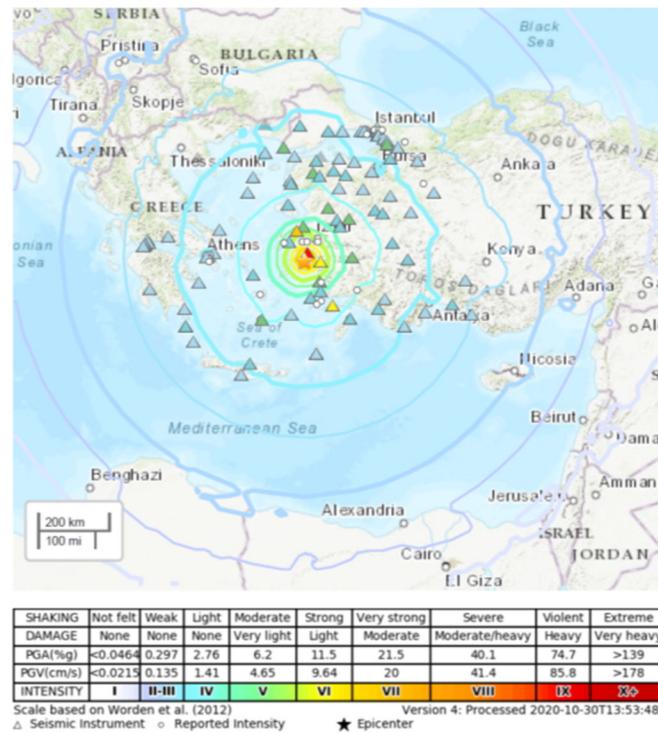 SERBIA
Black
Sea
Pristina
BULGARIA
Sofia
Tirana
Skopje
Istanbul
ALBANIA
Thessaloniki
Bursa
Ankara
GREECE
TURKEY
Athens
Konya
Sea
TOROS DAGLARI
Adana
Sea of
Crete
Antalya
Nicosia
Mediterranean Sea
Beirut
Benghazi
200 km
100 mi
Alexandria
Amman
ISRAEL
Cairo
JORDAN
El Giza
SHAKING Not felt Weak Light Moderate Strong Very strong Severe Violent Extreme
DAMAGE None None None Very light Light Moderate Moderate/heavy Heavy Very heavy
PGA(%g) <0.0464 0.297 2.76 6.2 11.5 21.5 40.1 74.7 >139
PGV(cm/s) <0.0215 0.135 1.41 4.65 9.64 20 41.4 85.8 >178
INTENSITY I II-III IV V VI VII VIII IX X+
Scale based on Worden et al. (2012) Version 4: Processed 2020-10-30T13:53:48
△ Seismic Instrument ○ Reported Intensity ★ Epicenter